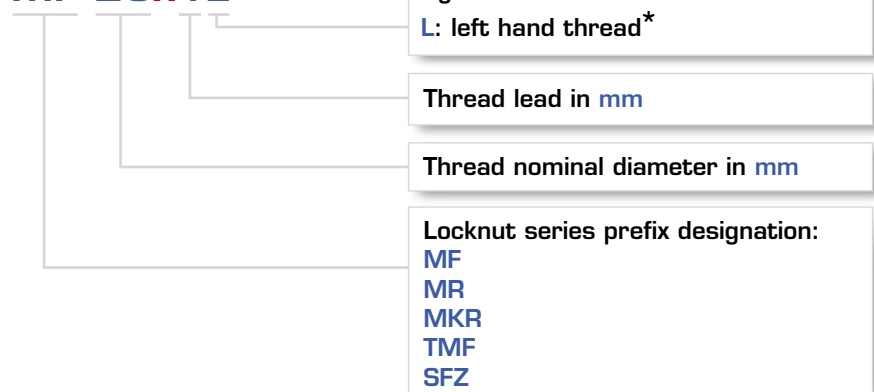 L: left hand thread*
Thread lead in mm
Thread nominal diameter in mm
Locknut series prefix designation:
MF
MR
MKR
TMF
SFZ